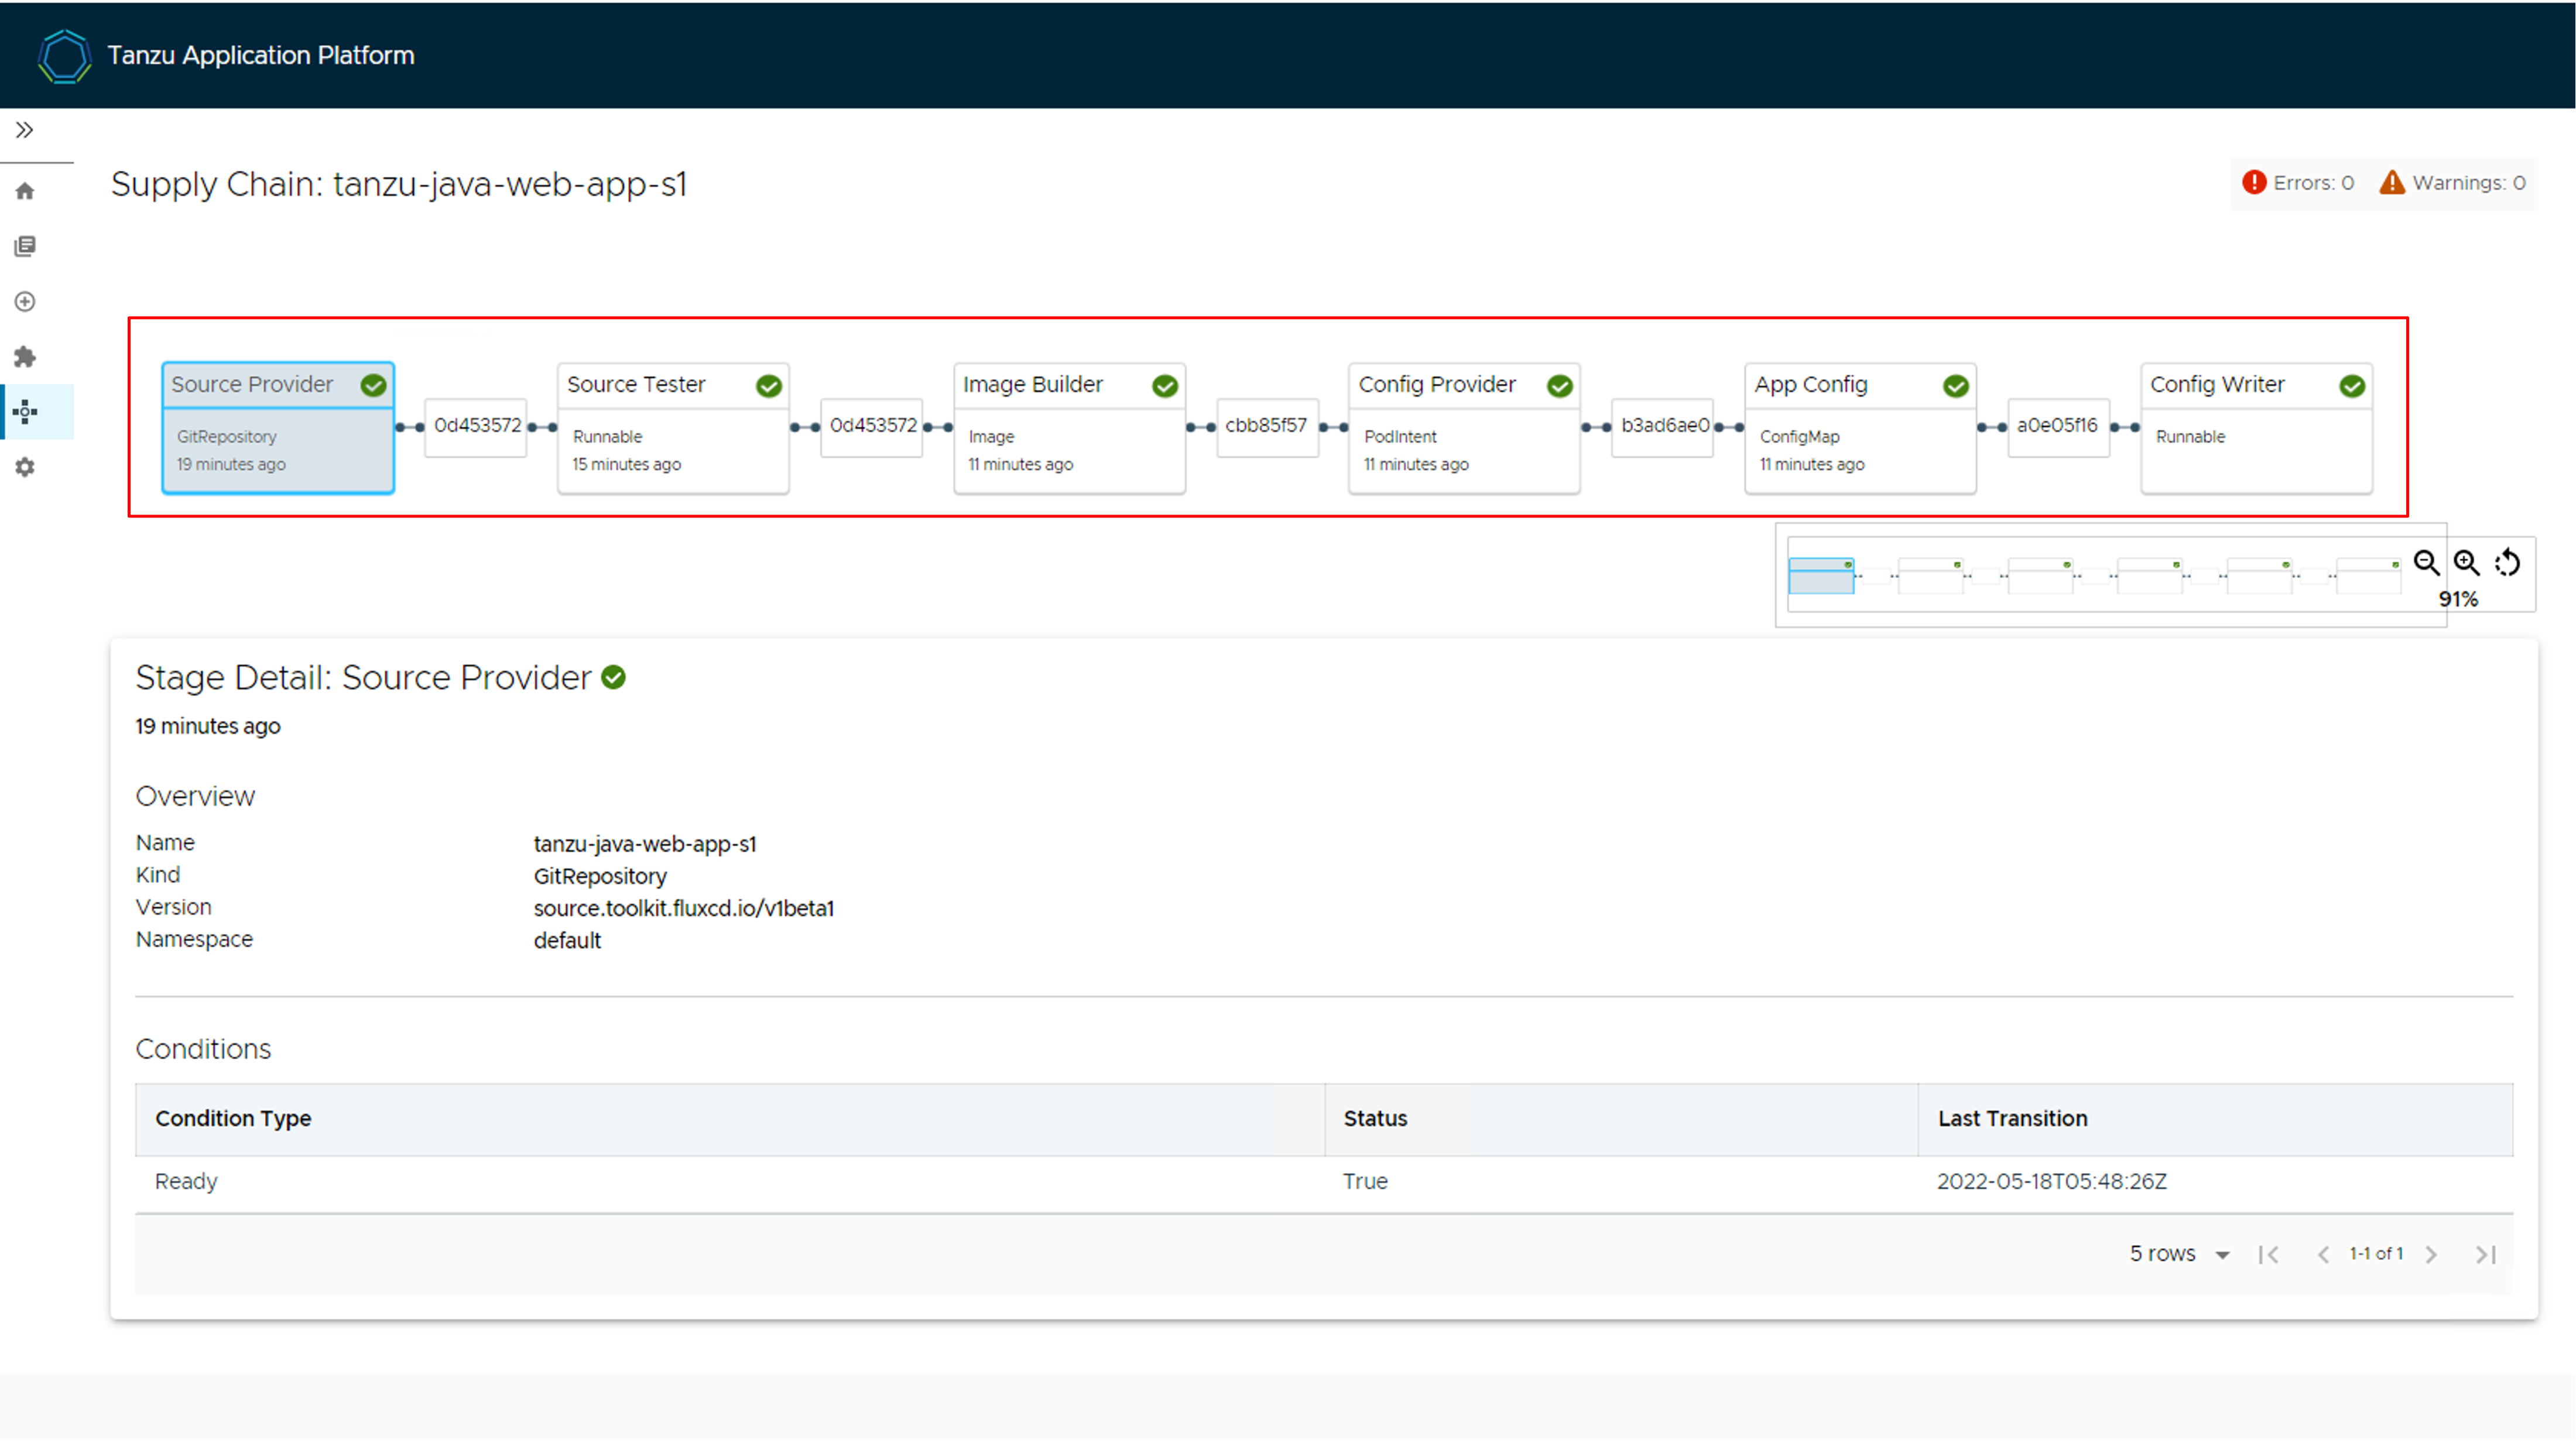 Tanzu Application Platform
Supply Chain: tanzu-java-web-app-s1
Errors: 0
Warnings: 0
Source Provider
GitRepository
19 minutes ago
0d453572
Source Tester
Runnable
15 minutes ago
0d453572
Image Builder
Image
11 minutes ago
cbb85f57
Config Provider
PodIntent
11 minutes ago
b3ad6ae0
App Config
ConfigMap
11 minutes ago
a0e05f16
Config Writer
Runnable
91%
Stage Detail: Source Provider
19 minutes ago
Overview
Name tanzu-java-web-app-s1
Kind GitRepository
Version source.toolkit.fluxcd.io/v1beta1
Namespace default
Conditions
Condition Type Status Last Transition
Ready True 2022-05-18T05:48:26Z
5 rows 1-1 of 1